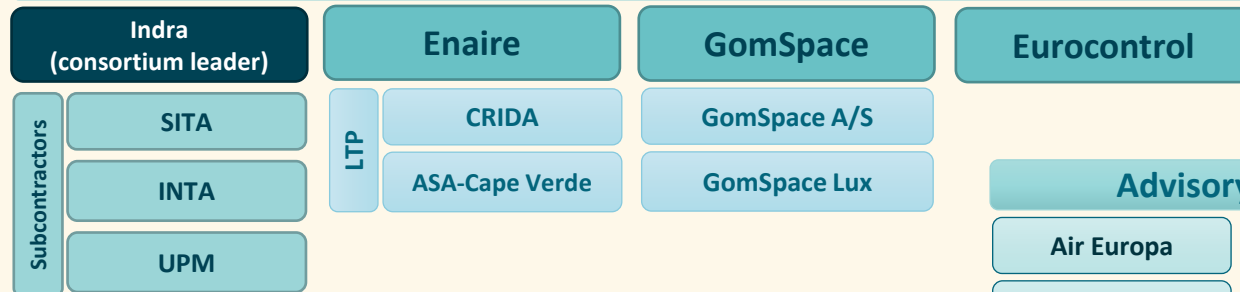 Indra
(consortium leader)
Enaire
GomSpace
Eurocontrol
Subcontractors
SITA
INTA
UPM
LTP
CRIDA
ASA-Cape Verde
GomSpace A/S
GomSpace Lux
Advisory
Air Europa